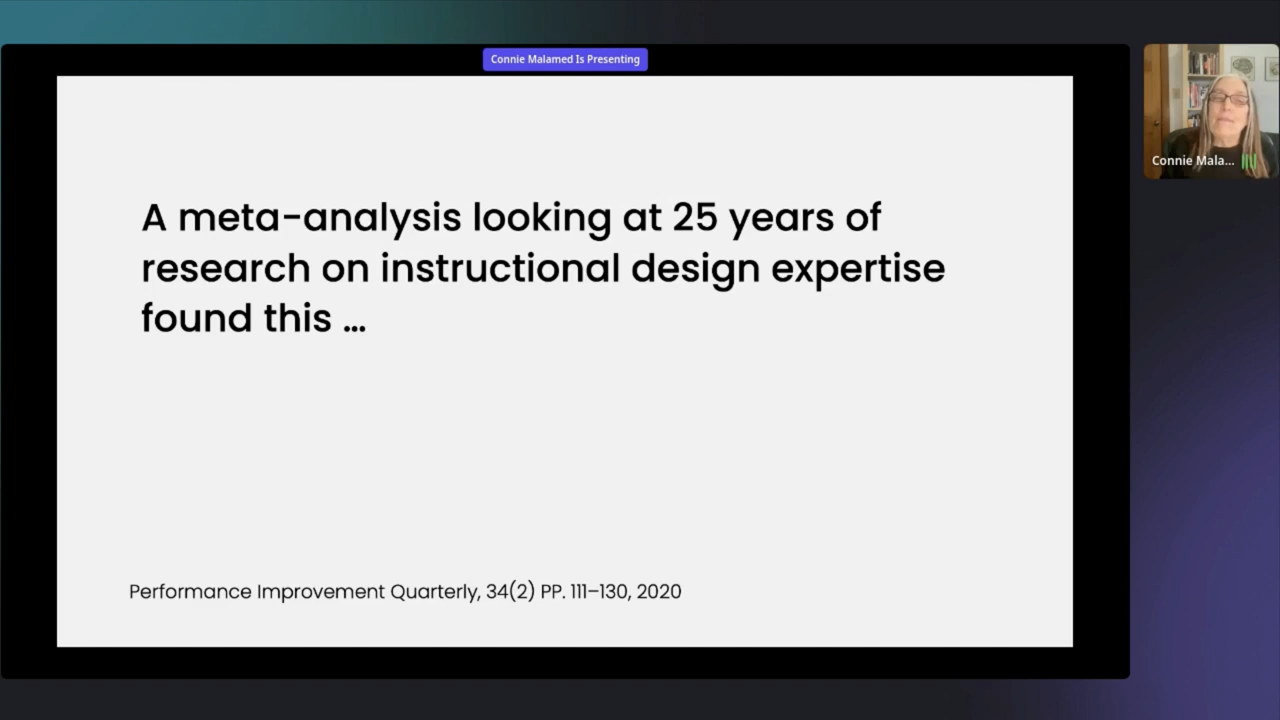 Connie Malamed Is Presenting
A meta-analysis looking at 25 years of
research on instructional design expertise
found this ...
Performance Improvement Quarterly, 34(2) PP. 111–130, 2020
Connie Mala...